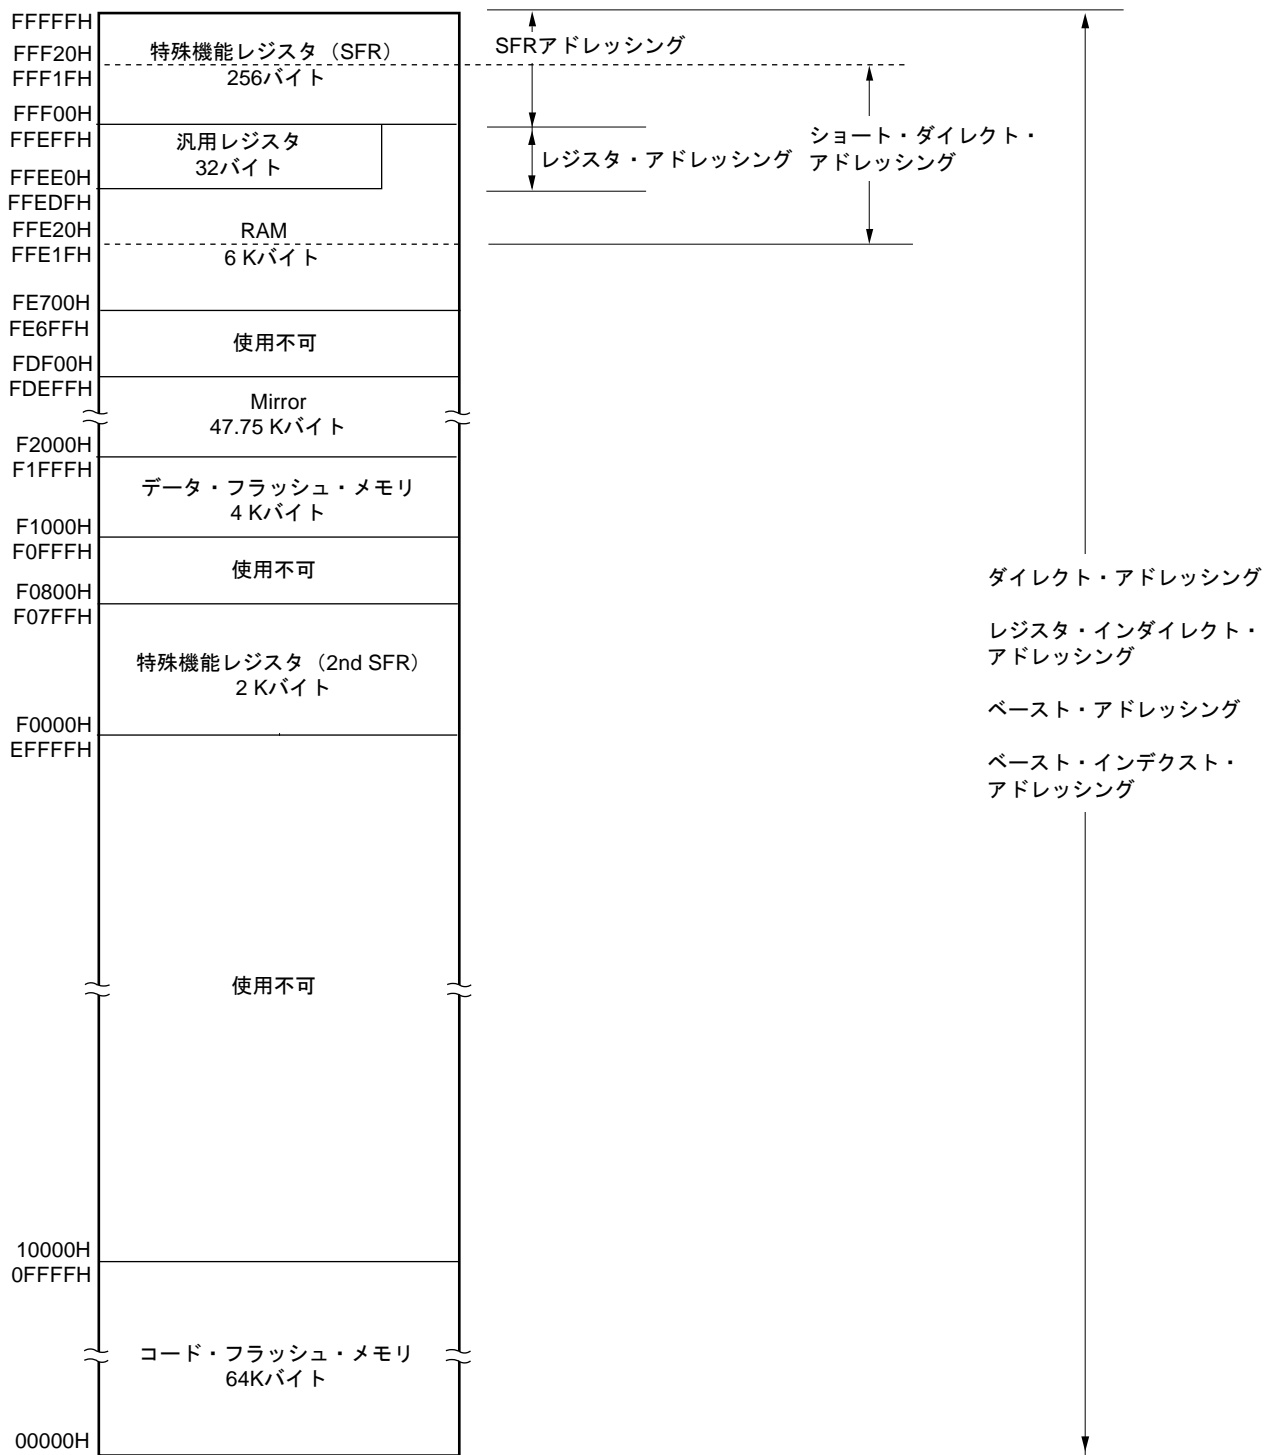 FFFFFH
FFF20H
FFF1FH
特殊機能レジスタ（SFR）
256バイト
SFRアドレッシング
FFF00H
FFEFFH
汎用レジスタ
32バイト
レジスタ・アドレッシング
ショート・ダイレクト・
アドレッシング
FFEE0H
FFEDFH
FFE20H
FFE1FH
RAM
6 Kバイト
FE700H
FE6FFH
使用不可
FDF00H
FDEFFH
Mirror
47.75 Kバイト
F2000H
F1FFFH
データ・フラッシュ・メモリ
4 Kバイト
F1000H
F0FFFH
使用不可
F0800H
F07FFH
特殊機能レジスタ（2nd SFR）
2 Kバイト
F0000H
EFFFFH
ダイレクト・アドレッシング
レジスタ・インダイレクト・
アドレッシング
ベースト・アドレッシング
ベースト・インデクスト・
アドレッシング
使用不可
10000H
0FFFFH
コード・フラッシュ・メモリ
64Kバイト
00000H